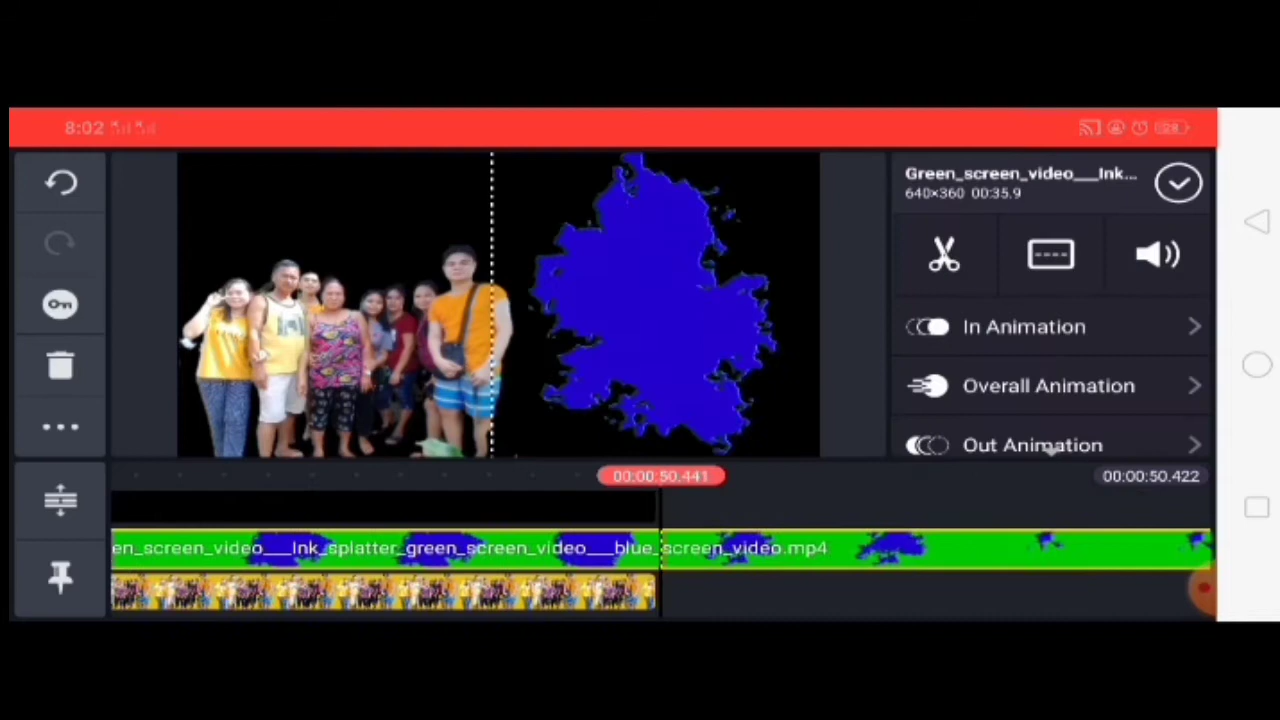 8:02
28
Green_screen_video___Ink...
640×360 00:35.9
In Animation
Overall Animation
Out Animation
00:00:50.441
00:00:50.422
en_screen_video___Ink_splatter_green_screen_video___blue_screen_video.mp4